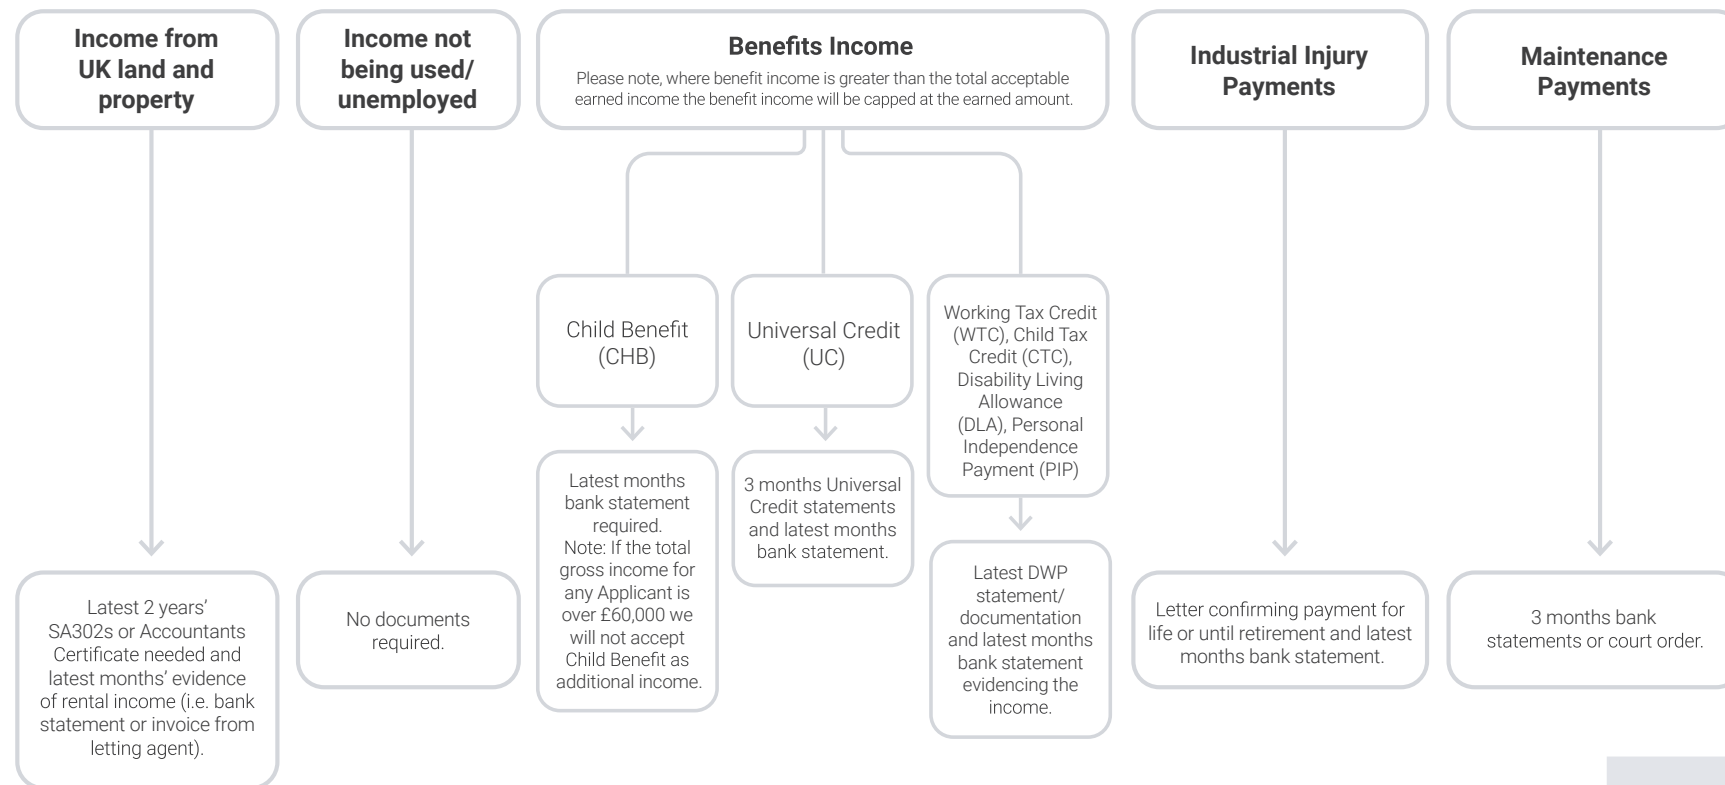 Income from
UK land and
property
Latest 2 years’
SA302s or Accountants
Certificate needed and
latest months’ evidence
of rental income (i.e. bank
statement or invoice from
letting agent).
Income not
being used/
unemployed
No documents
required.
Benefits Income
Please note, where benefit income is greater than the total acceptable
earned income the benefit income will be capped at the earned amount.
Child Benefit
(CHB)
Latest months
bank statement
required.
Note: If the total
gross income for
any Applicant is
over £60,000 we
will not accept
Child Benefit as
additional income.
Universal Credit
(UC)
3 months Universal
Credit statements
and latest months
bank statement.
Working Tax Credit
(WTC), Child Tax
Credit (CTC),
Disability Living
Allowance
(DLA), Personal
Independence
Payment (PIP)
Latest DWP
statement/
documentation
and latest months
bank statement
evidencing the
income.
Industrial Injury
Payments
Letter confirming payment for
life or until retirement and latest
months bank statement.
Maintenance
Payments
3 months bank
statements or court order.